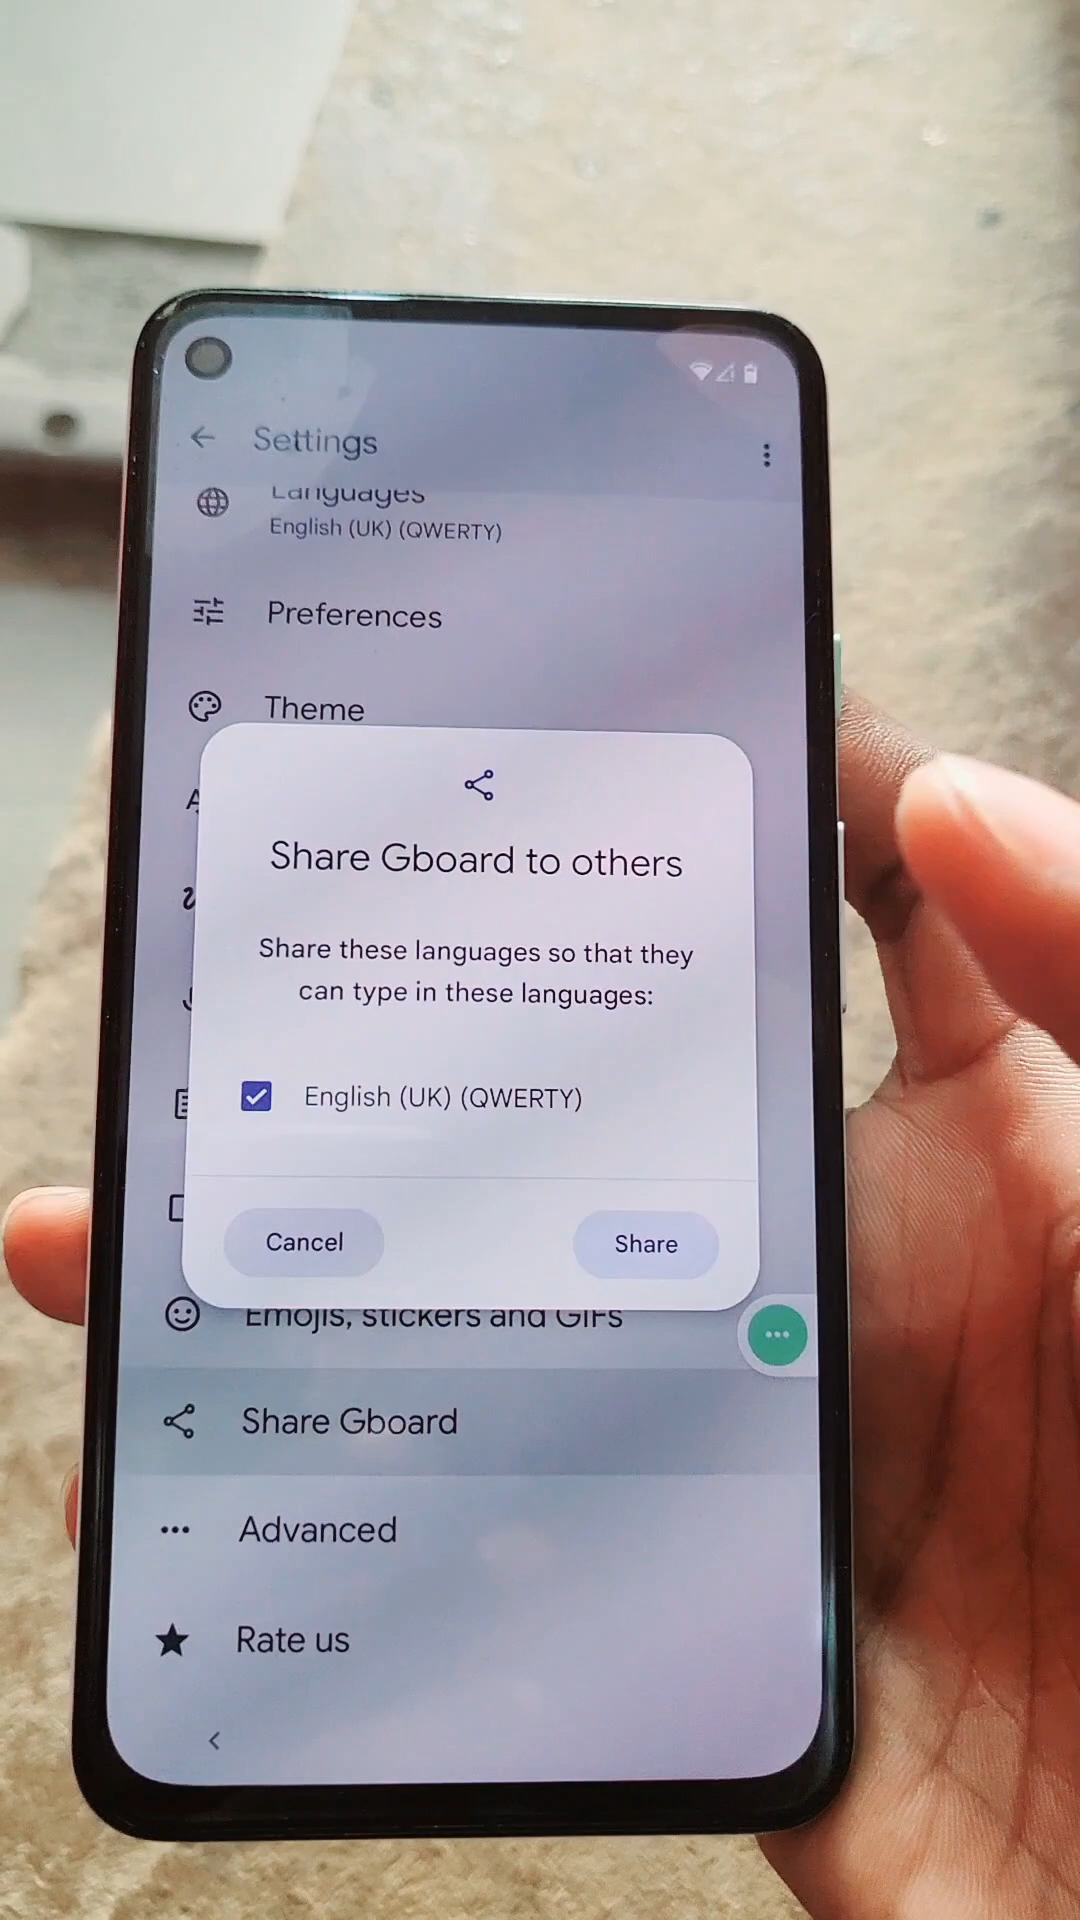 Settings
Languages
English (UK) (QWERTY)
Preferences
Theme
Share Gboard to others
Share these languages so that they
can type in these languages:
English (UK) (QWERTY)
Cancel
Share
Emojis, stickers and GIFs
Share Gboard
Advanced
Rate us